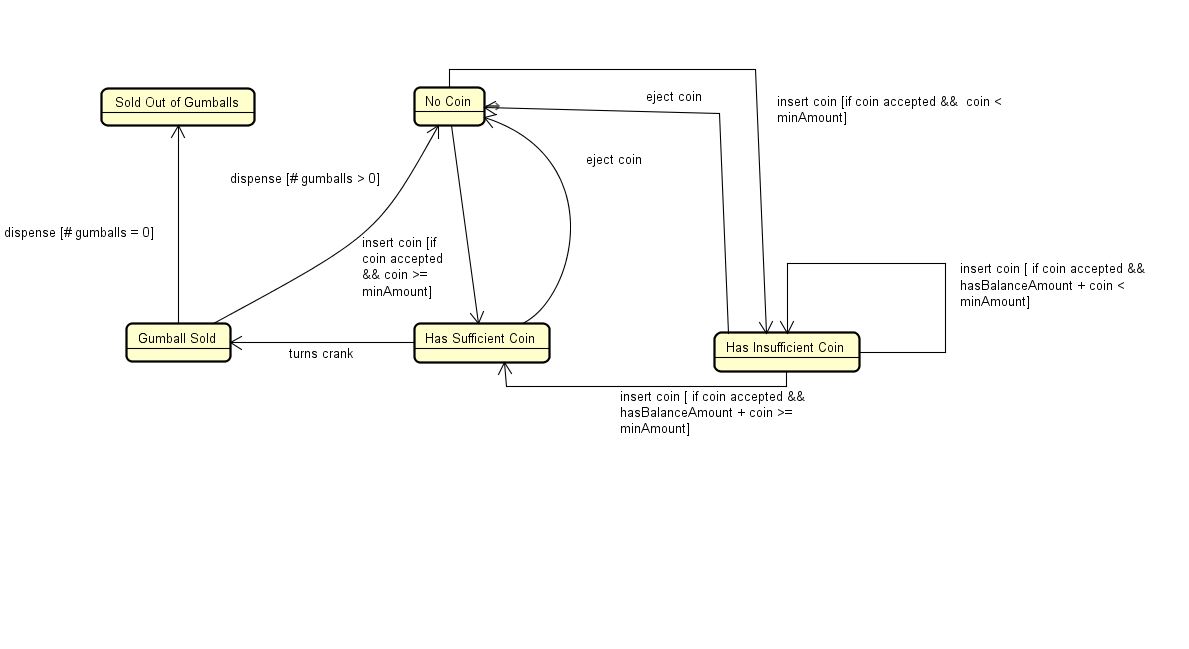 Sold Out of Gumballs
No Coin
eject coin
insert coin [if coin accepted &&  coin <
minAmount]
eject coin
dispense [# gumballs > 0]
dispense [# gumballs = 0]
insert coin [if
coin accepted
&& coin >=
minAmount]
insert coin [ if coin accepted &&
hasBalanceAmount + coin <
minAmount]
Gumball Sold
turns crank
Has Sufficient Coin
Has Insufficient Coin
insert coin [ if coin accepted &&
hasBalanceAmount + coin >=
minAmount]